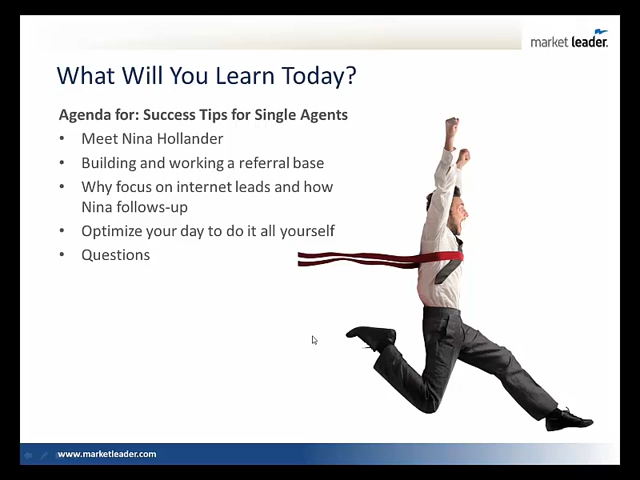 market leader.
What Will You Learn Today?
Agenda for: Success Tips for Single Agents
• Meet Nina Hollander
• Building and working a referral base
• Why focus on internet leads and how
Nina follows-up
• Optimize your day to do it all yourself
• Questions
www.marketleader.com